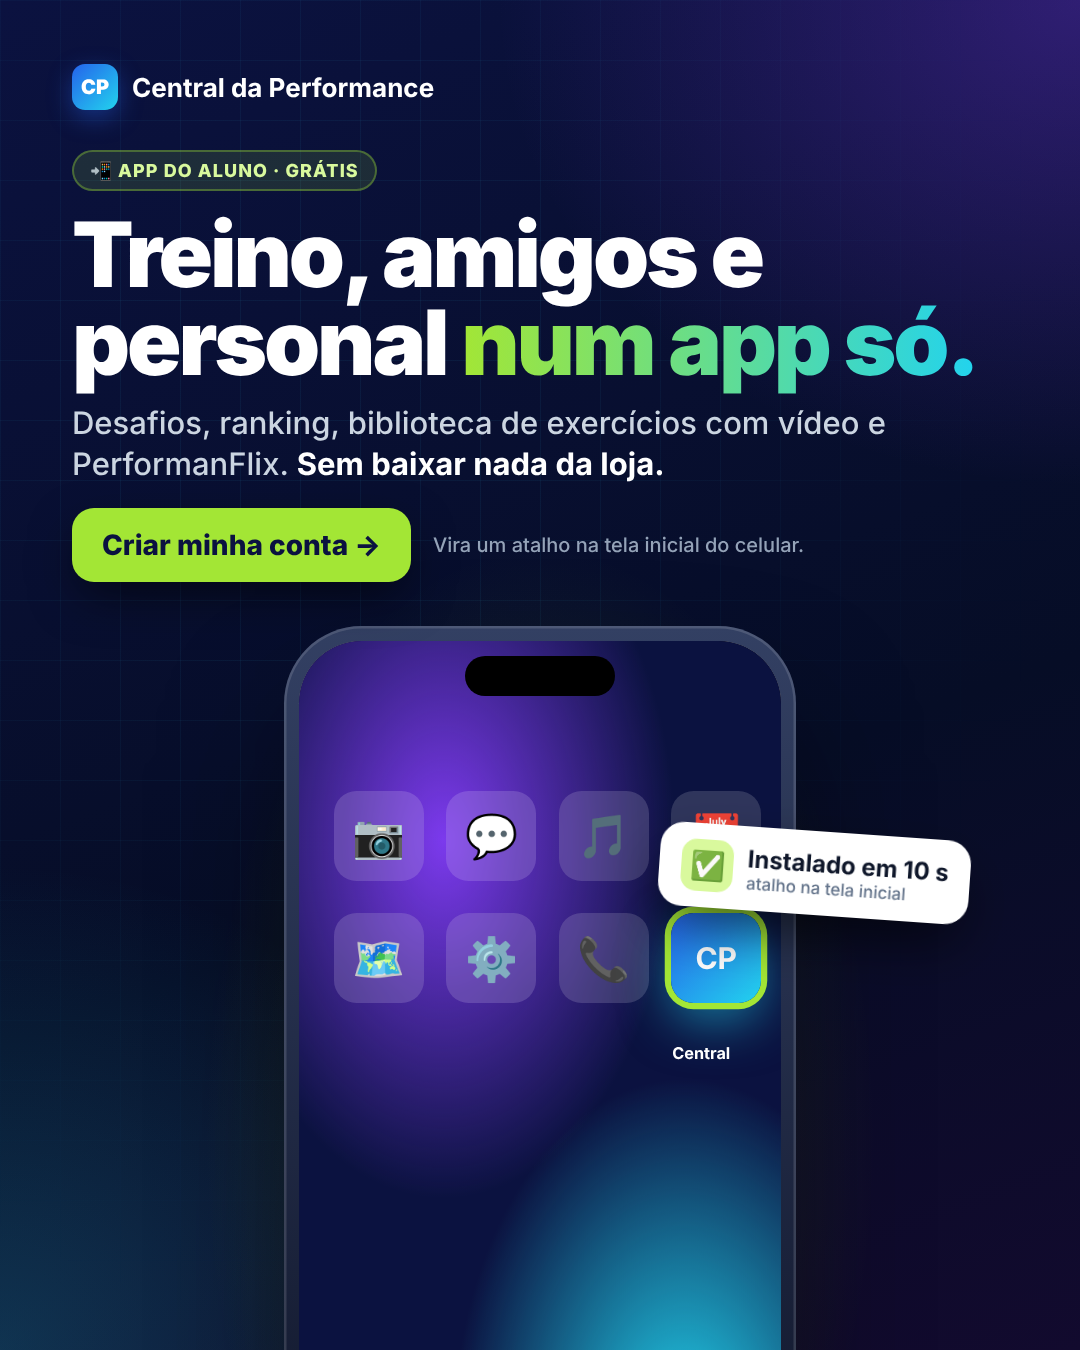 CP Central da Performance
📲 APP DO ALUNO · GRÁTIS
Treino, amigos e
personal num app só.
Desafios, ranking, biblioteca de exercícios com vídeo e
PerformanFlix. Sem baixar nada da loja.
Criar minha conta →
Vira um atalho na tela inicial do celular.
July
Instalado em 10 s
atalho na tela inicial
CP
Central